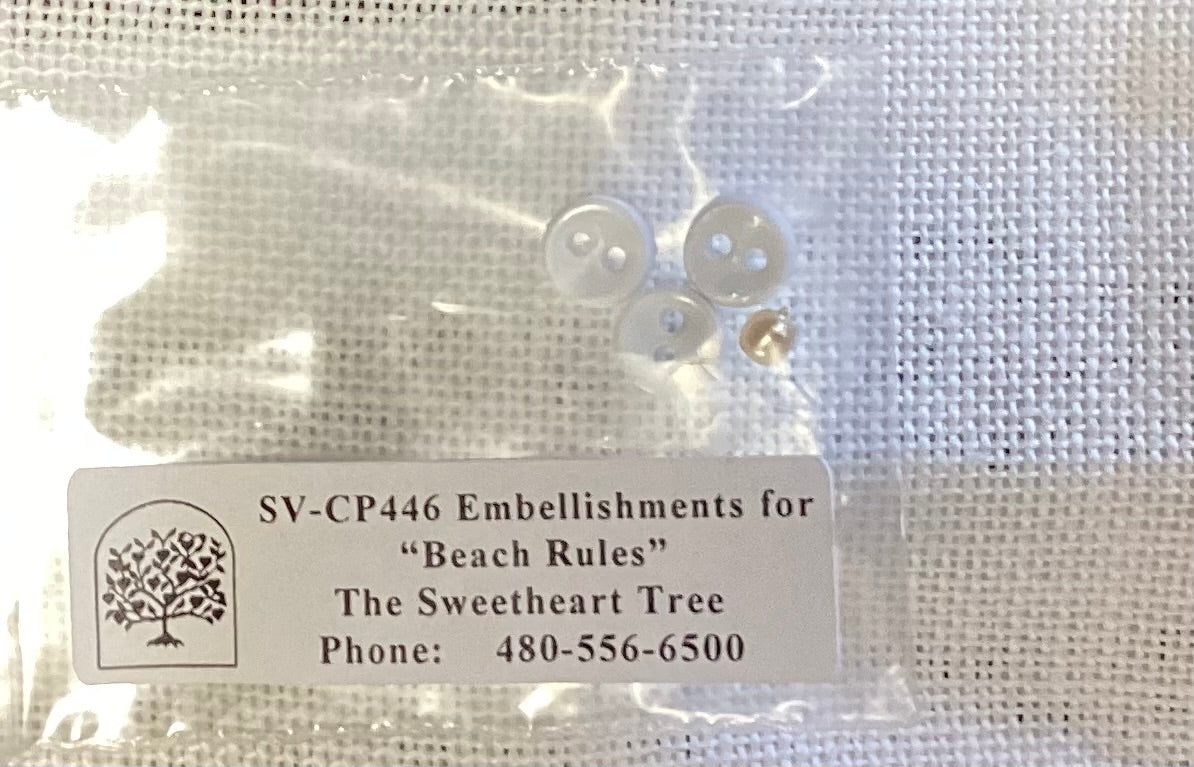 SV-CP446 Embellishments for
“Beach Rules”
The Sweetheart Tree
Phone: 480-556-6500